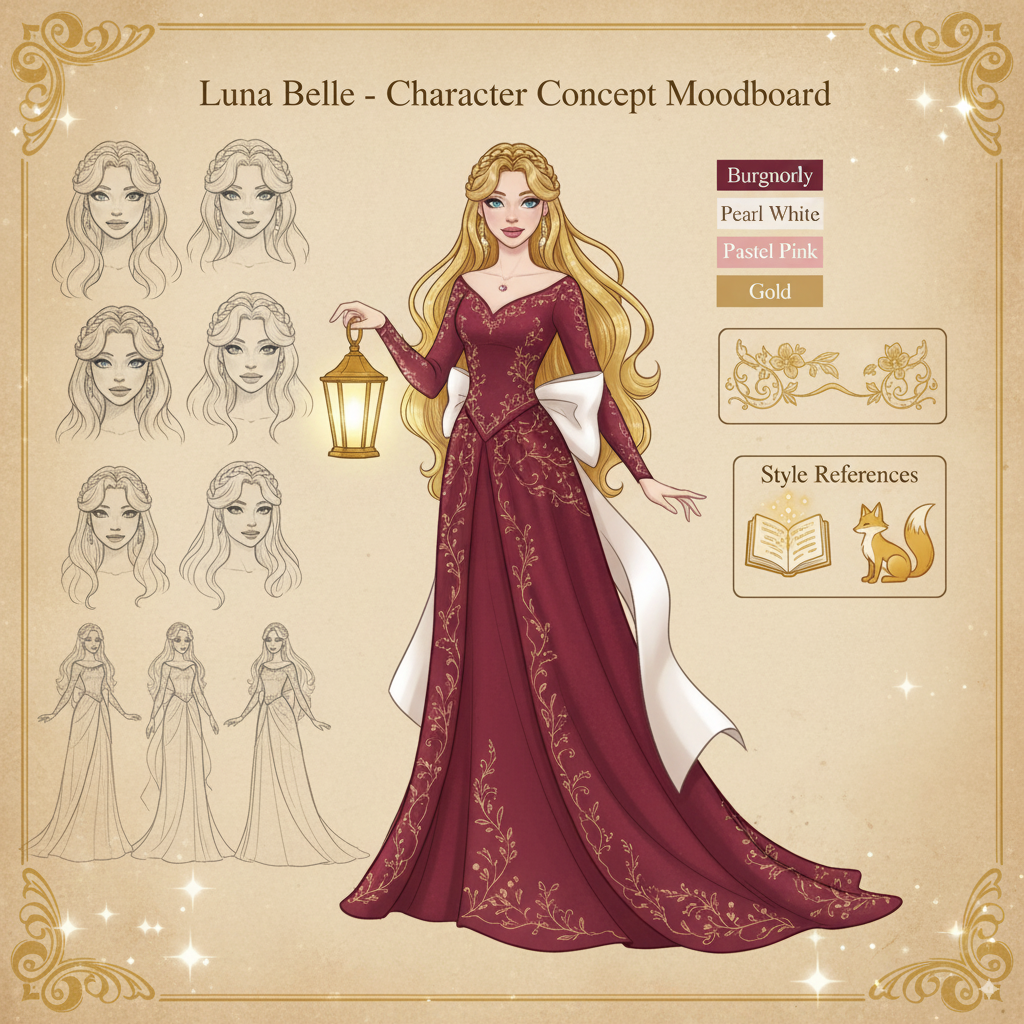 Luna Belle - Character Concept Moodboard
Burgnorly
Pearl White
Pastel Pink
Gold
Style References